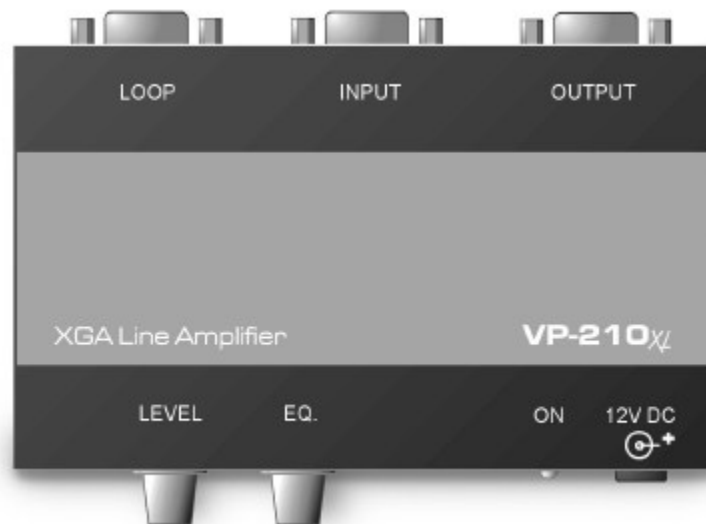 LOOP INPUT OUTPUT
XGA Line Amplifier VP-210XL
LEVEL EQ. ON 12V DC
+